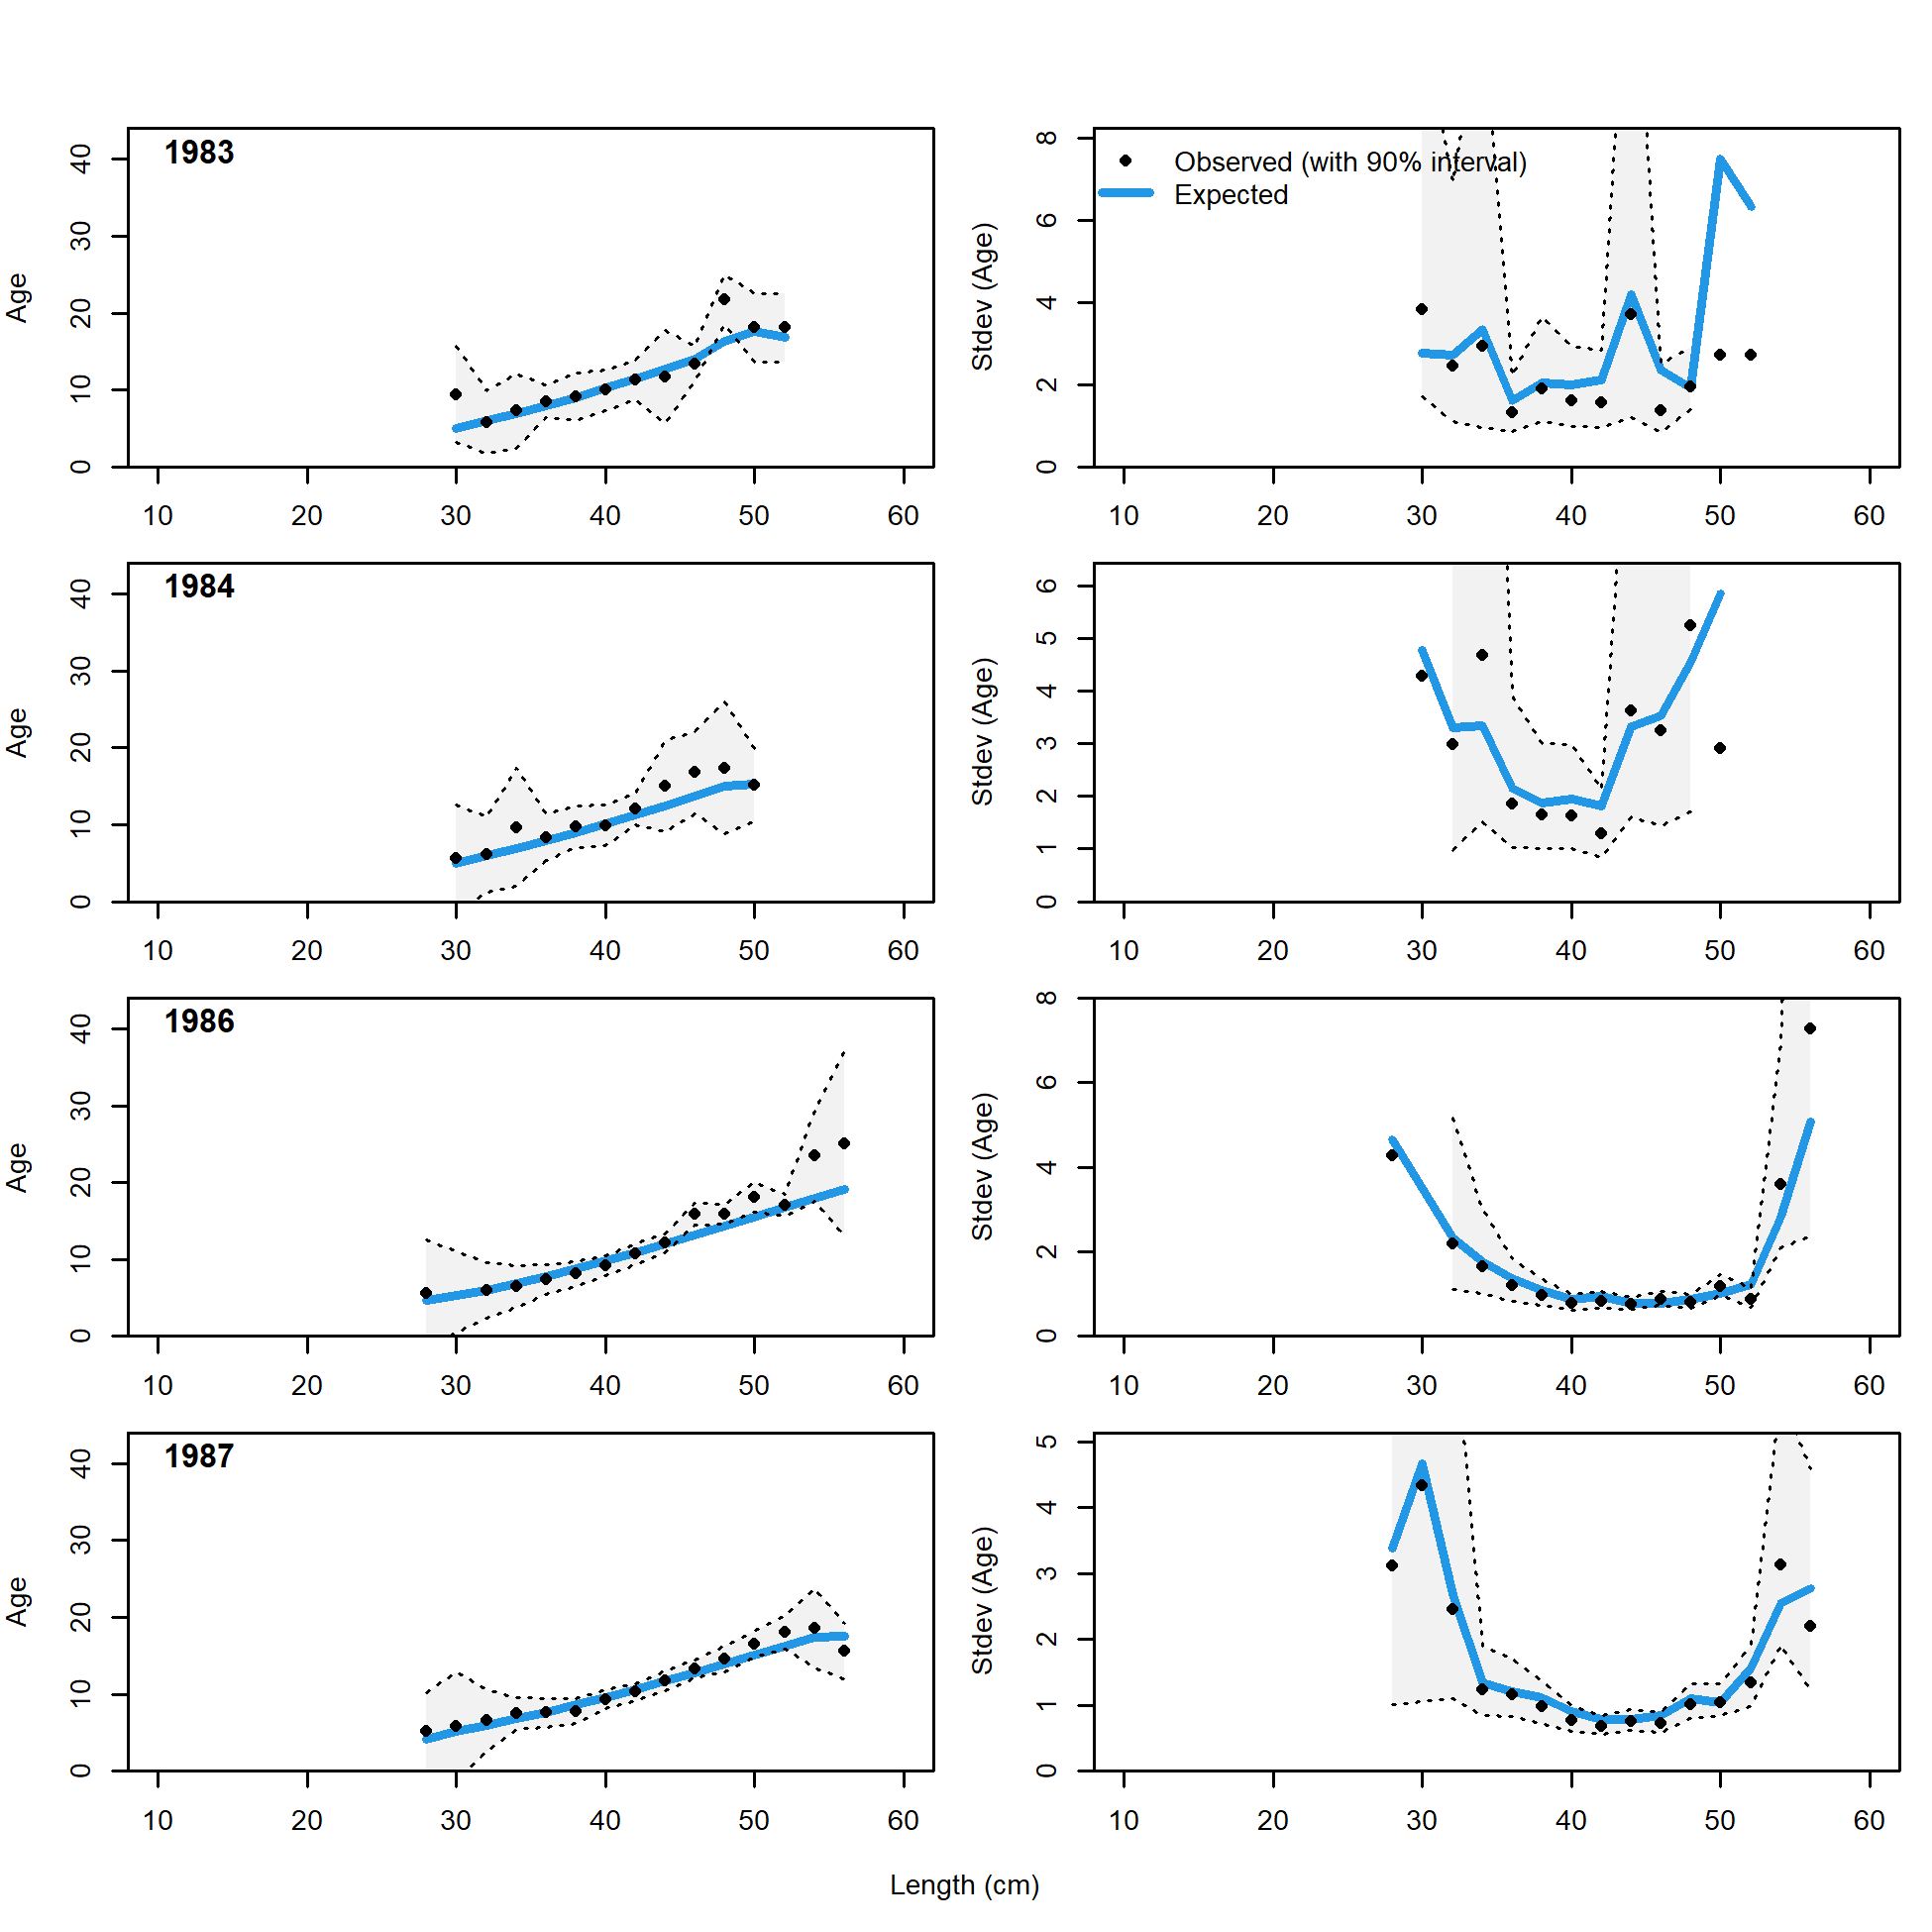 1983
Age
0 10 20 30 40
10 20 30 40 50 60
Observed (with 90% interval)
Expected
Stdev (Age)
0 2 4 6 8
10 20 30 40 50 60
1984
Age
0 10 20 30 40
10 20 30 40 50 60
Stdev (Age)
0 1 2 3 4 5 6
10 20 30 40 50 60
1986
Age
0 10 20 30 40
10 20 30 40 50 60
Stdev (Age)
0 2 4 6 8
10 20 30 40 50 60
1987
Age
0 10 20 30 40
10 20 30 40 50 60
Stdev (Age)
0 1 2 3 4 5
10 20 30 40 50 60
Length (cm)